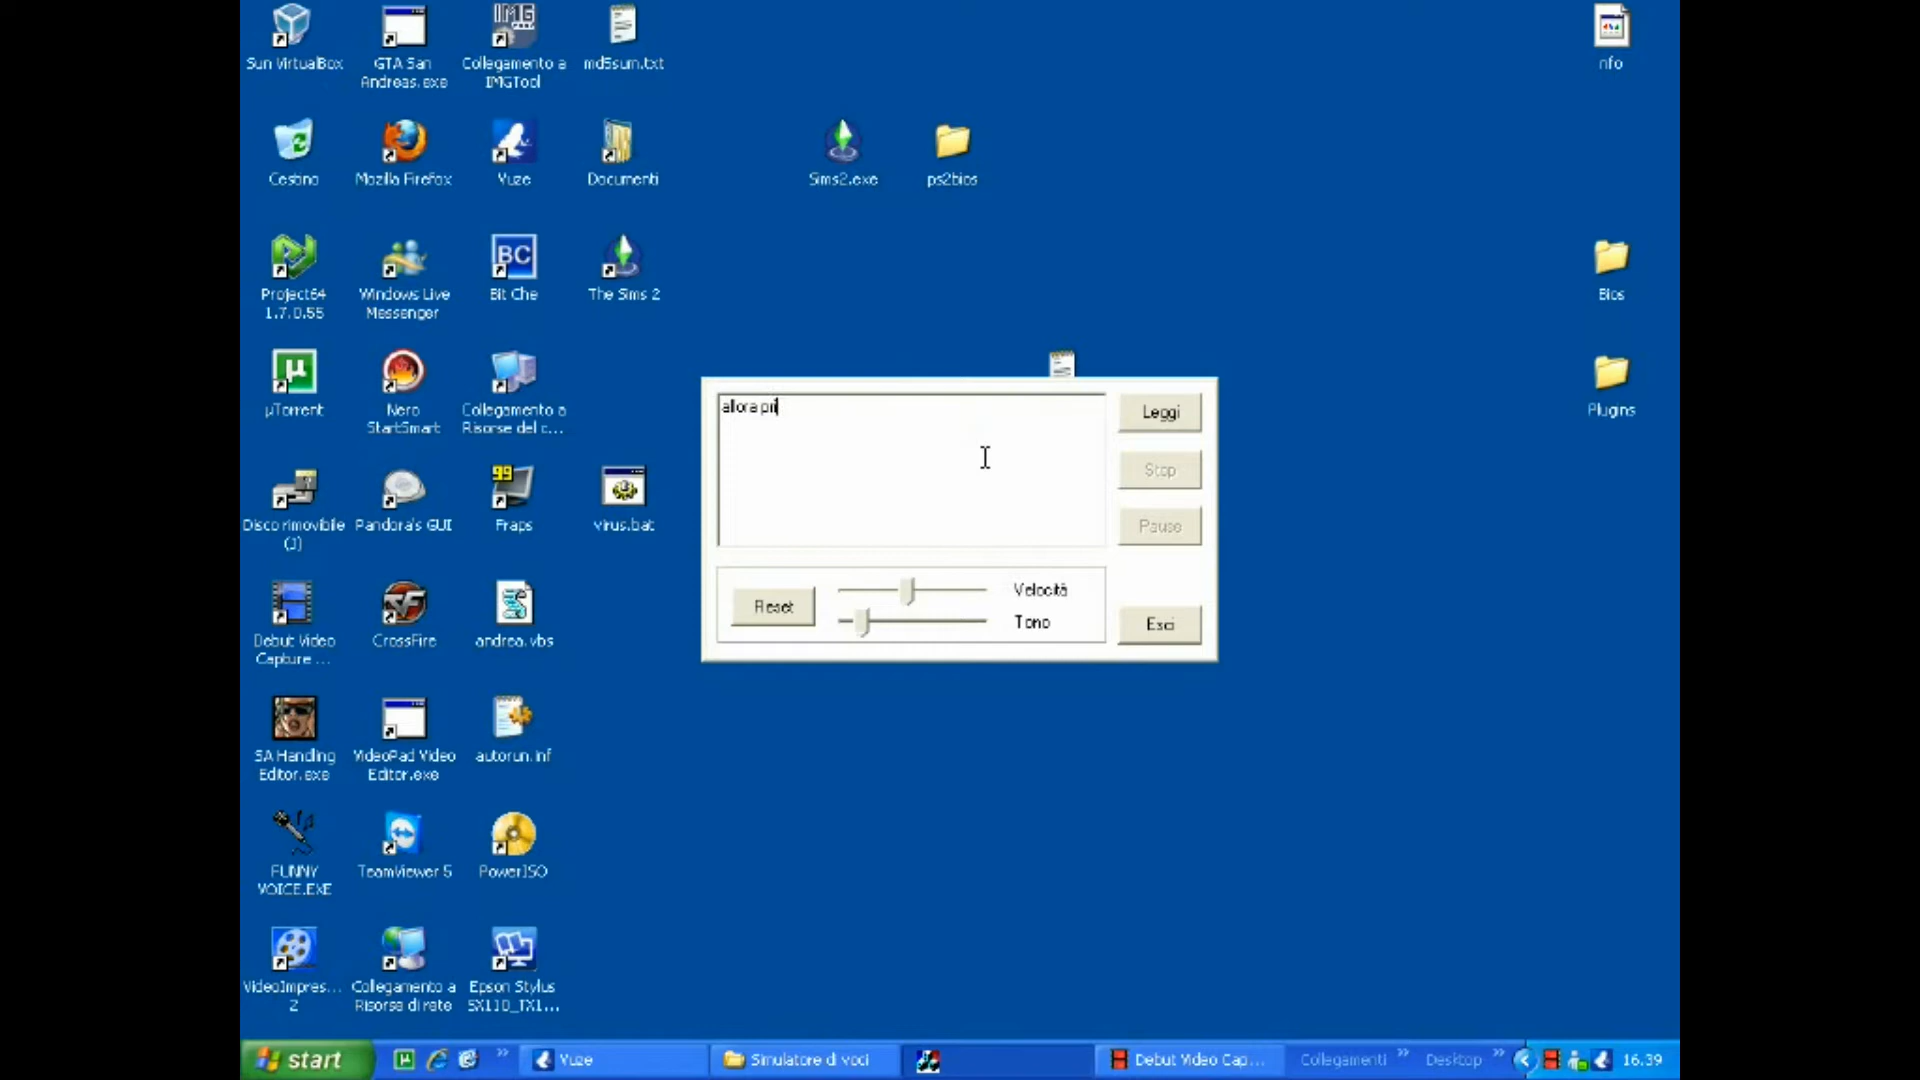 Sun VirtualBox
GTA San
Andreas.exe
Collegamento a
IMGTool
md5sum.txt
nfo
Cestino
Mozilla Firefox
Vuze
Documenti
Sims2.exe
ps2bios
Project64
1.7.0.55
Windows Live
Messenger
BC
Bit Che
The Sims 2
Bios
µTorrent
Nero
StartSmart
Collegamento a
Risorse del c...
Plugins
allora pri
Leggi
Stop
Pause
Disco rimovibile
(J)
Pandora's GUI
99
Fraps
virus.bat
Reset
Velocità
Tono
Esci
Debut Video
Capture ...
CrossFire
andrea.vbs
SA Handling
Editor.exe
VideoPad Video
Editor.exe
autorun.inf
FUNNY
VOICE.EXE
TeamViewer 5
PowerISO
VideoImpres...
2
Collegamento a
Risorse di rete
Epson Stylus
SX110_TX1...
start
Vuze
Simulatore di voci
Debut Video Cap...
Collegamenti
Desktop
16.39